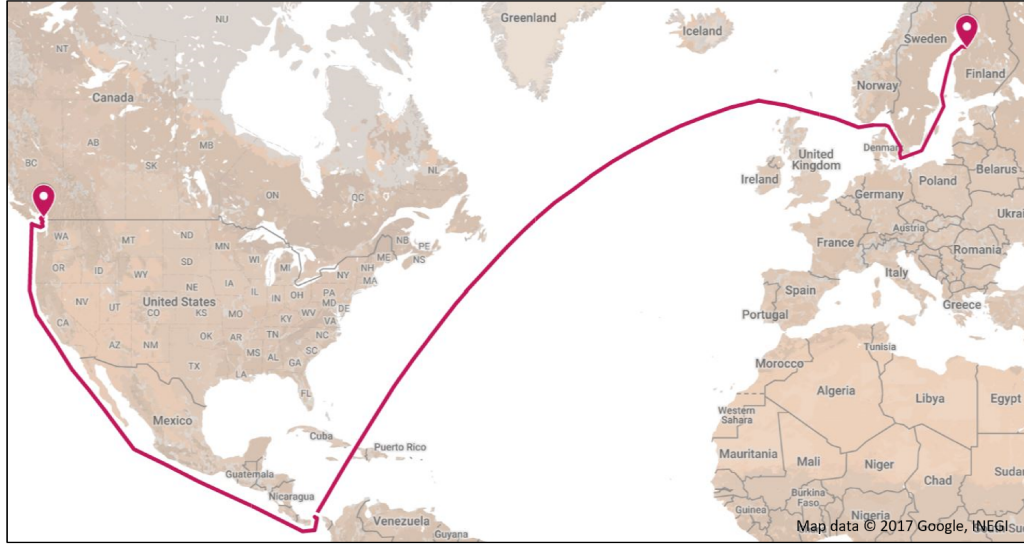 Greenland
Iceland
NU
NT
Sweden
Finland
Norway
Canada
AB
SK
MB
BC
NL
ON
QC
Denmar
United
Kingdom
Ireland
Poland
Belarus
Germany
Ukrai
Austria
France
Romania
Italy
Spain
Portugal
Greece
WA
MT
ND
MN
NB
PE
NS
ME
OR
ID
WY
SD
WI
MI
NY
NH
MA
NE
IA
IL
IN
OH
PA
MD
DE
NV
UT
United States
CO
KS
MO
KY
WV
VA
CA
AZ
NM
OK
AR
TN
NC
SC
MS
AL
GA
TX
LA
FL
Mexico
Cuba
Puerto Rico
Guatemala
Nicaragua
Venezuela
Guyana
Tunisia
Morocco
Algeria
Libya
Egypt
Western
Sahara
Mauritania
Mali
Niger
Chad
Sudan
Burkina
Faso
Guinea
Nigeria
Map data © 2017 Google, INEGI